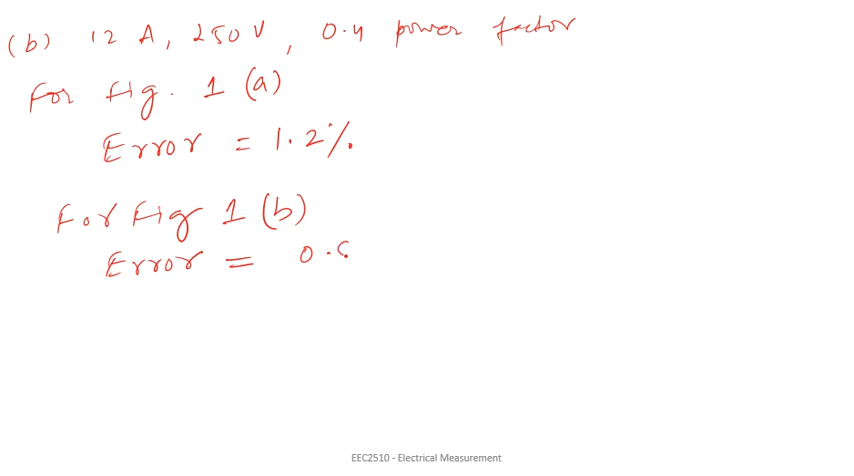 (b) 12 A, 250 V, 0.4 power factor
For Fig. 1 (a)
Error = 1.2%
For Fig 1 (b)
Error = 0.
EEC2510 - Electrical Measurement